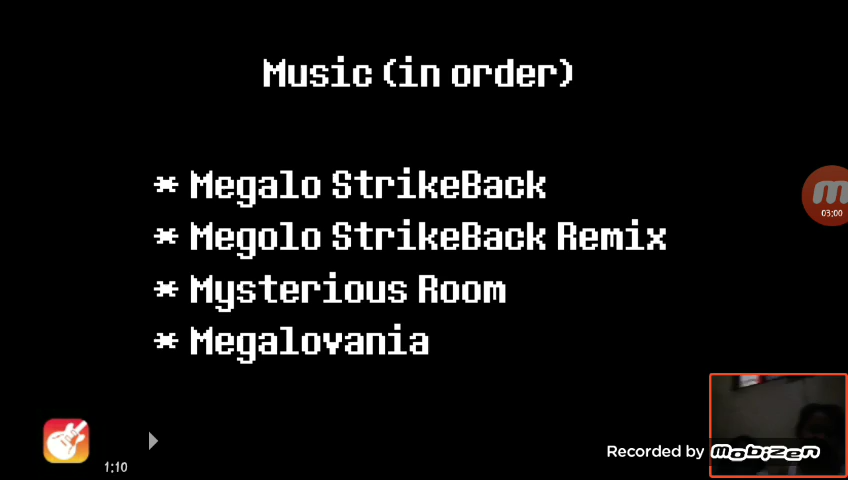 Music (in order)
* Megalo StrikeBack
* Megolo StrikeBack Remix
* Mysterious Room
* Megalovania
03:00
1:10
Recorded by mobizen